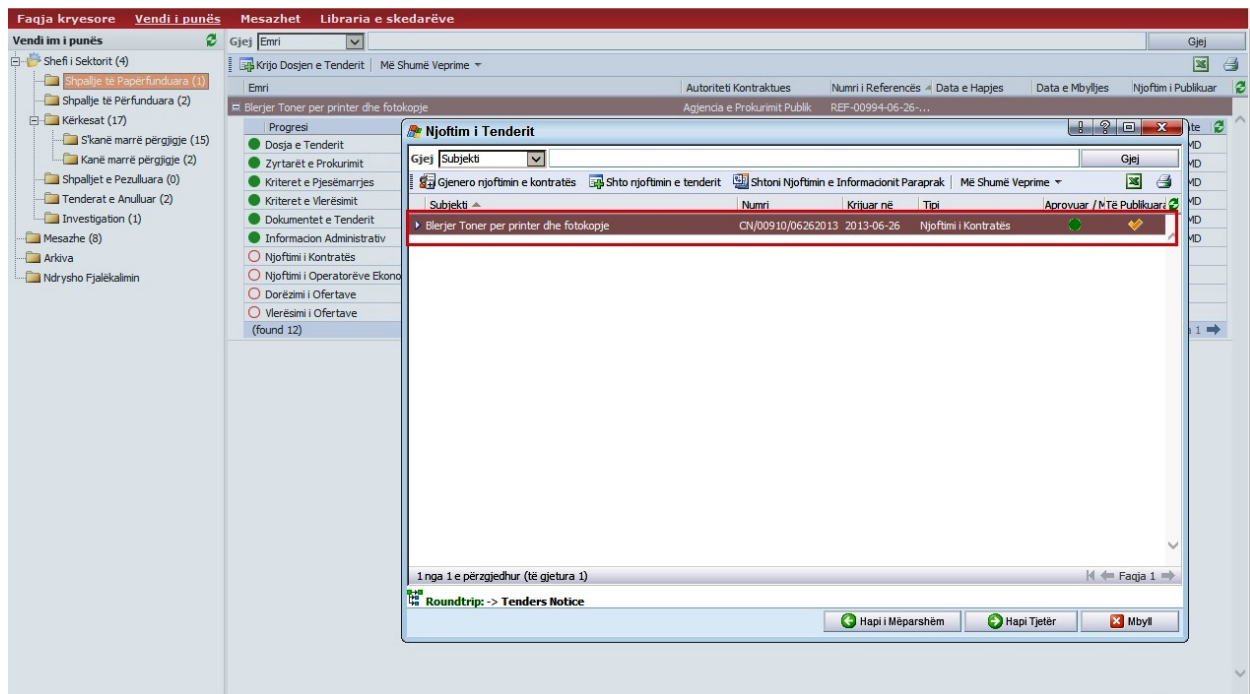 Faqja kryesore Vendi i punës Mesazhet Libraria e skedarëve
Vendi im i punës
Shefi i Sektorit (4)
Shpallje të Papërfunduara (1)
Shpallje të Përfunduara (2)
Kërkesat (17)
S'kanë marrë përgjigje (15)
Kanë marrë përgjigje (2)
Shpalljet e Pezulluara (0)
Tenderat e Anulluar (2)
Investigation (1)
Mesazhe (8)
Arkiva
Ndrysho Fjalëkalimin
Gjej Emri Gjej
Krijo Dosjen e Tenderit Më Shumë Veprime
Emri Autoriteti Kontraktues Numri i Referencës Data e Hapjes Data e Mbylljes Njoftim i Publikuar
Blerjer Toner per printer dhe fotokopje Agjencia e Prokurimit Publik REF-00994-06-26-...
Progresi
Dosja e Tenderit
Zyrtarët e Prokurimit
Kriteret e Pjesëmarrjes
Kriteret e Vlerësimit
Dokumentet e Tenderit
Informacion Administrativ
Njoftimi i Kontratës
Njoftimi i Operatorëve Ekono
Dorëzimi i Ofertave
Vlerësimi i Ofertave
(found 12)
Njoftim i Tenderit
Gjej Subjekti Gjej
Gjenero njoftimin e kontratës Shto njoftimin e tenderit Shtoni Njoftimin e Informacionit Paraprak Më Shumë Veprime
Subjekti Numri Krijuar në Tipi Aprovuar / M Të Publikuara
Blerjer Toner per printer dhe fotokopje CN/00910/06262013 2013-06-26 Njoftimi i Kontratës
1 nga 1 e përzgjedhur (të gjetura 1) Faqja 1
Roundtrip: -> Tenders Notice
Hapi i Mëparshëm Hapi Tjetër Mbyll